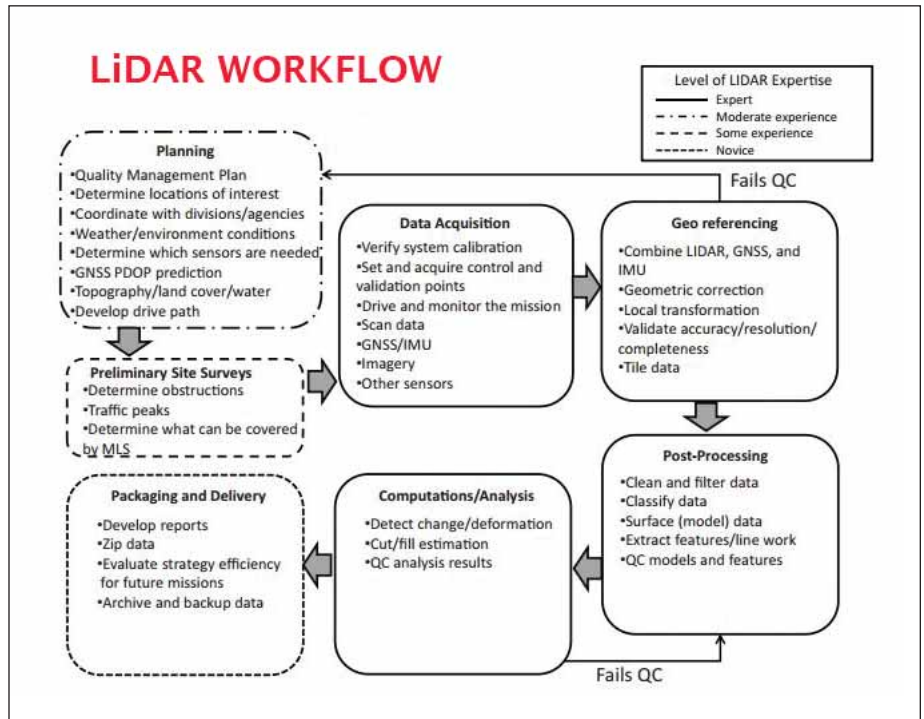 LiDAR WORKFLOW
Level of LIDAR Expertise
Expert
Moderate experience
Some experience
Novice
Planning
•Quality Management Plan
•Determine locations of interest
•Coordinate with divisions/agencies
•Weather/environment conditions
•Determine which sensors are needed
•GNSS PDOP prediction
•Topography/land cover/water
•Develop drive path
Preliminary Site Surveys
•Determine obstructions
•Traffic peaks
•Determine what can be covered
by MLS
Data Acquisition
•Verify system calibration
•Set and acquire control and
validation points
•Drive and monitor the mission
•Scan data
•GNSS/IMU
•Imagery
•Other sensors
Fails QC
Geo referencing
•Combine LIDAR, GNSS, and
IMU
•Geometric correction
•Local transformation
•Validate accuracy/resolution/
completeness
•Tile data
Post-Processing
•Clean and filter data
•Classify data
•Surface (model) data
•Extract features/line work
•QC models and features
Computations/Analysis
•Detect change/deformation
•Cut/fill estimation
•QC analysis results
Fails QC
Packaging and Delivery
•Develop reports
•Zip data
•Evaluate strategy efficiency
for future missions
•Archive and backup data